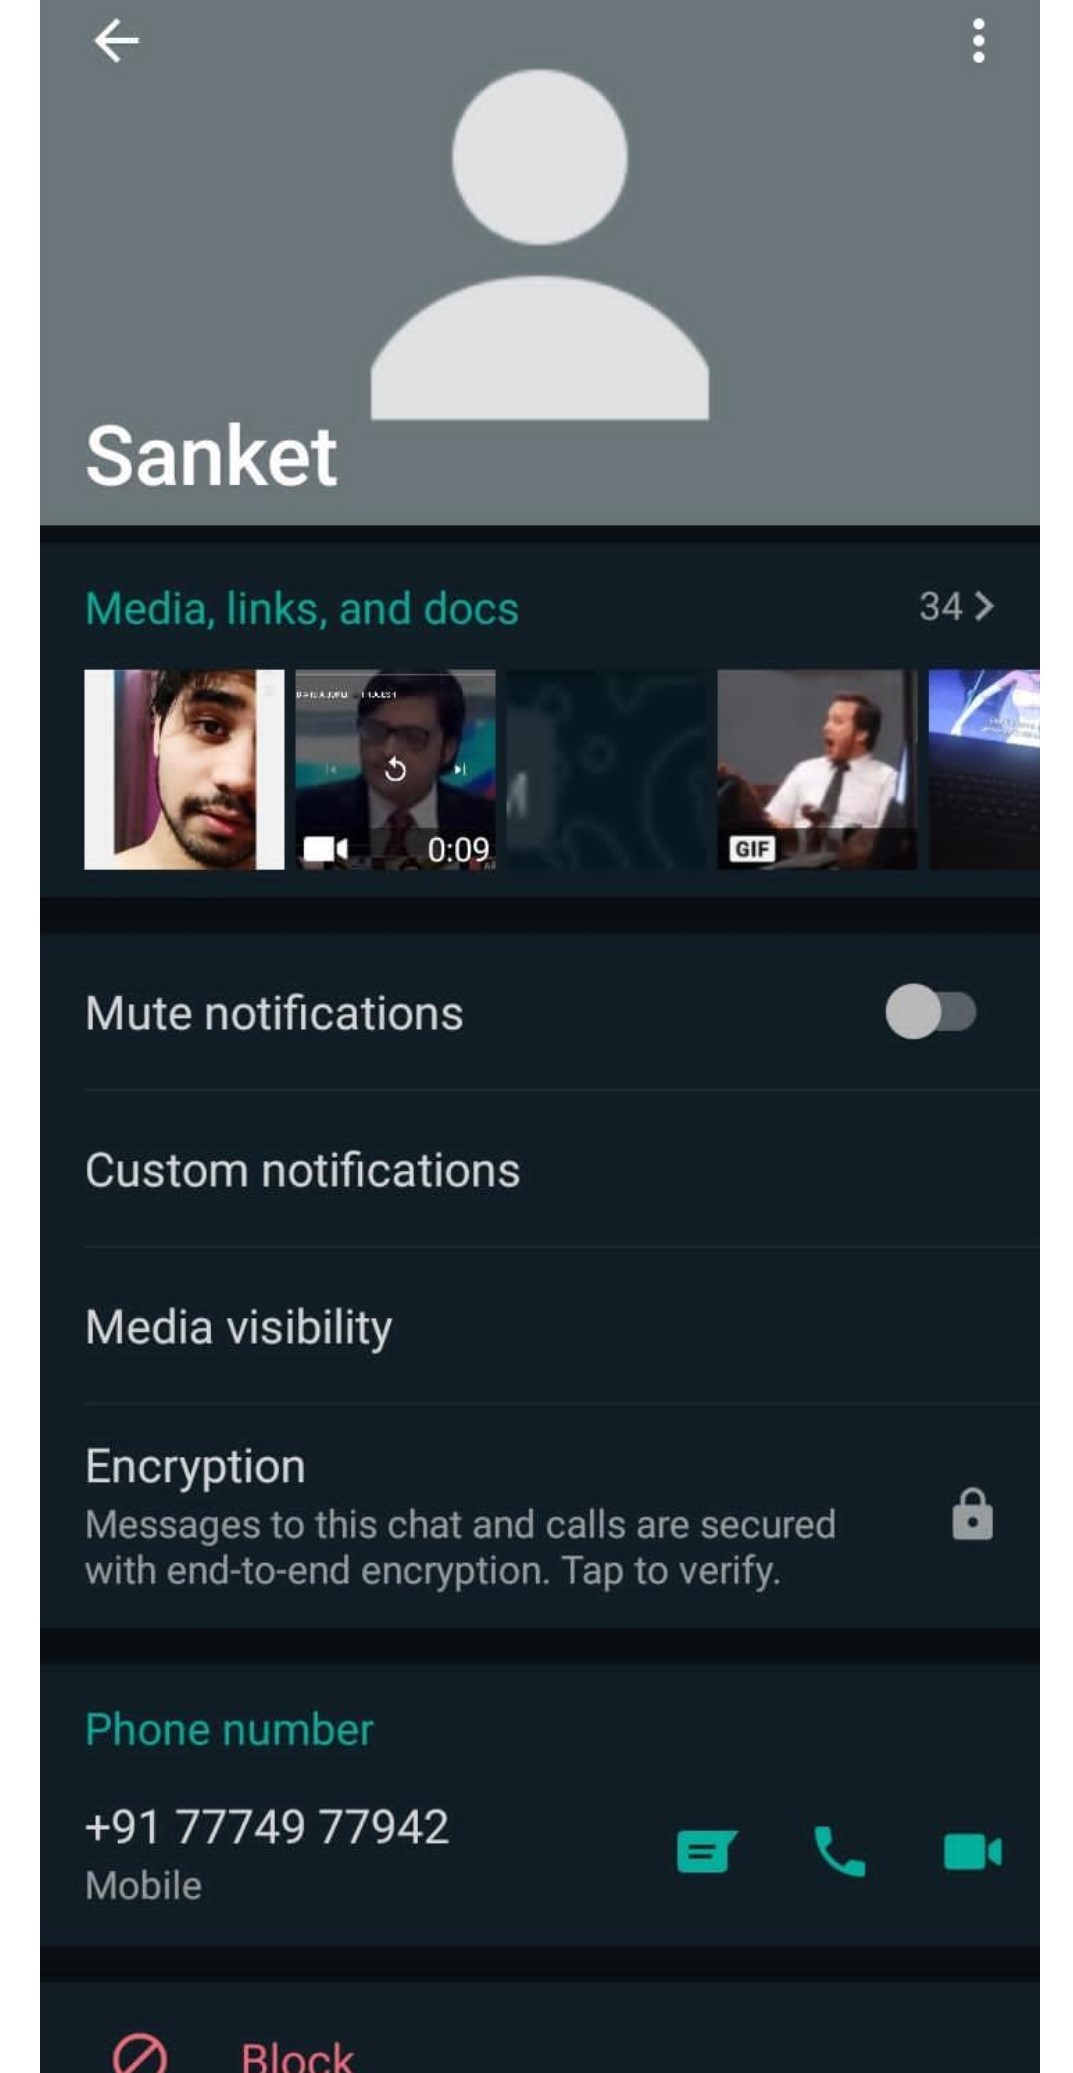 Sanket
Media, links, and docs
34
0:09
GIF
Mute notifications
Custom notifications
Media visibility
Encryption
Messages to this chat and calls are secured
with end-to-end encryption. Tap to verify.
Phone number
+91 77749 77942
Mobile
Block